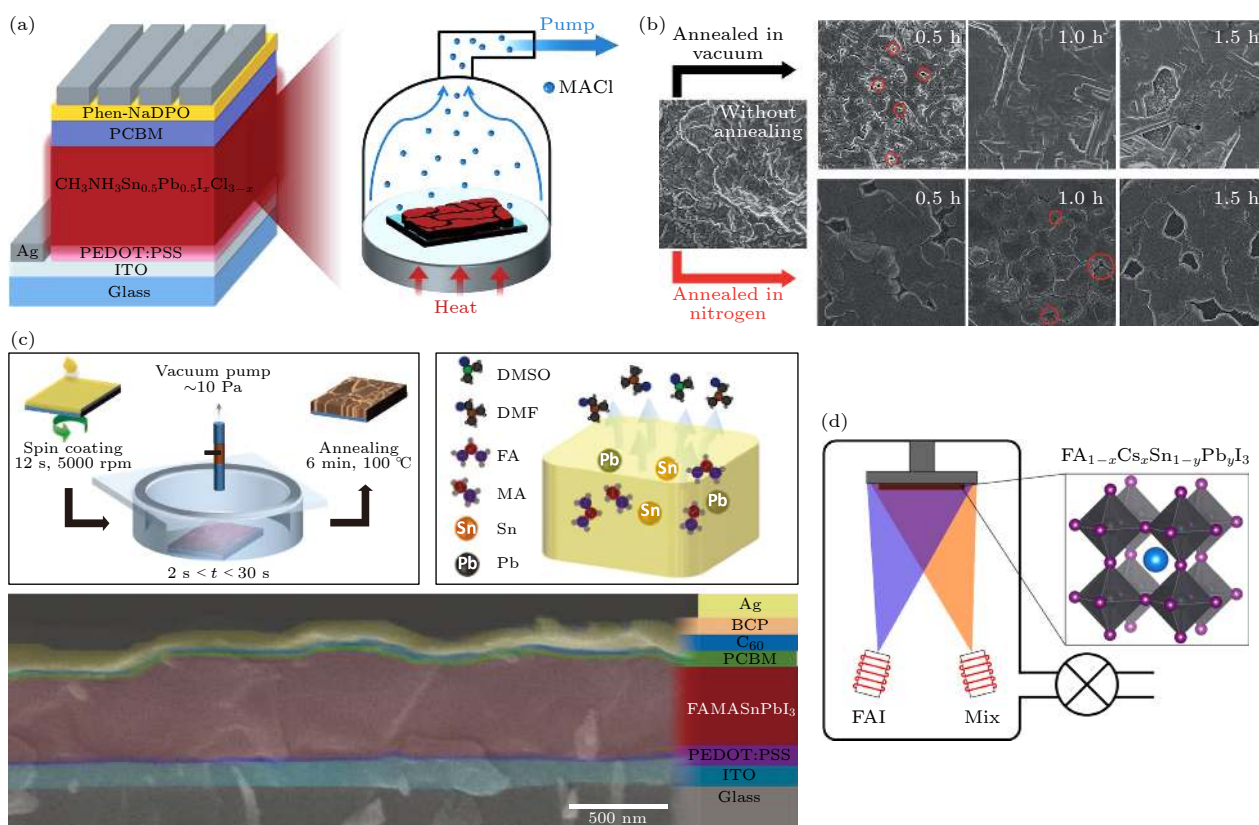 (a)
Pump
MACl
Phen-NaDPO
PCBM
CH₃NH₃Sn₀.₅Pb₀.₅IₓCl₃₋ₓ
Ag
PEDOT:PSS
ITO
Glass
Heat
(b)
Annealed in
vacuum
Without
annealing
Annealed in
nitrogen
0.5 h
1.0 h
1.5 h
0.5 h
1.0 h
1.5 h
(c)
Spin coating
12 s, 5000 rpm
Vacuum pump
~10 Pa
Annealing
6 min, 100 ℃
2 s < t < 30 s
DMSO
DMF
FA
MA
Sn
Sn
Pb
Pb
Pb
Sn
Sn
Pb
Ag
BCP
C₆₀
PCBM
FAMASnPbI₃
PEDOT:PSS
ITO
Glass
500 nm
(d)
FA₁₋ₓCsₓSn₁₋ᵧPbᵧI₃
FAI
Mix